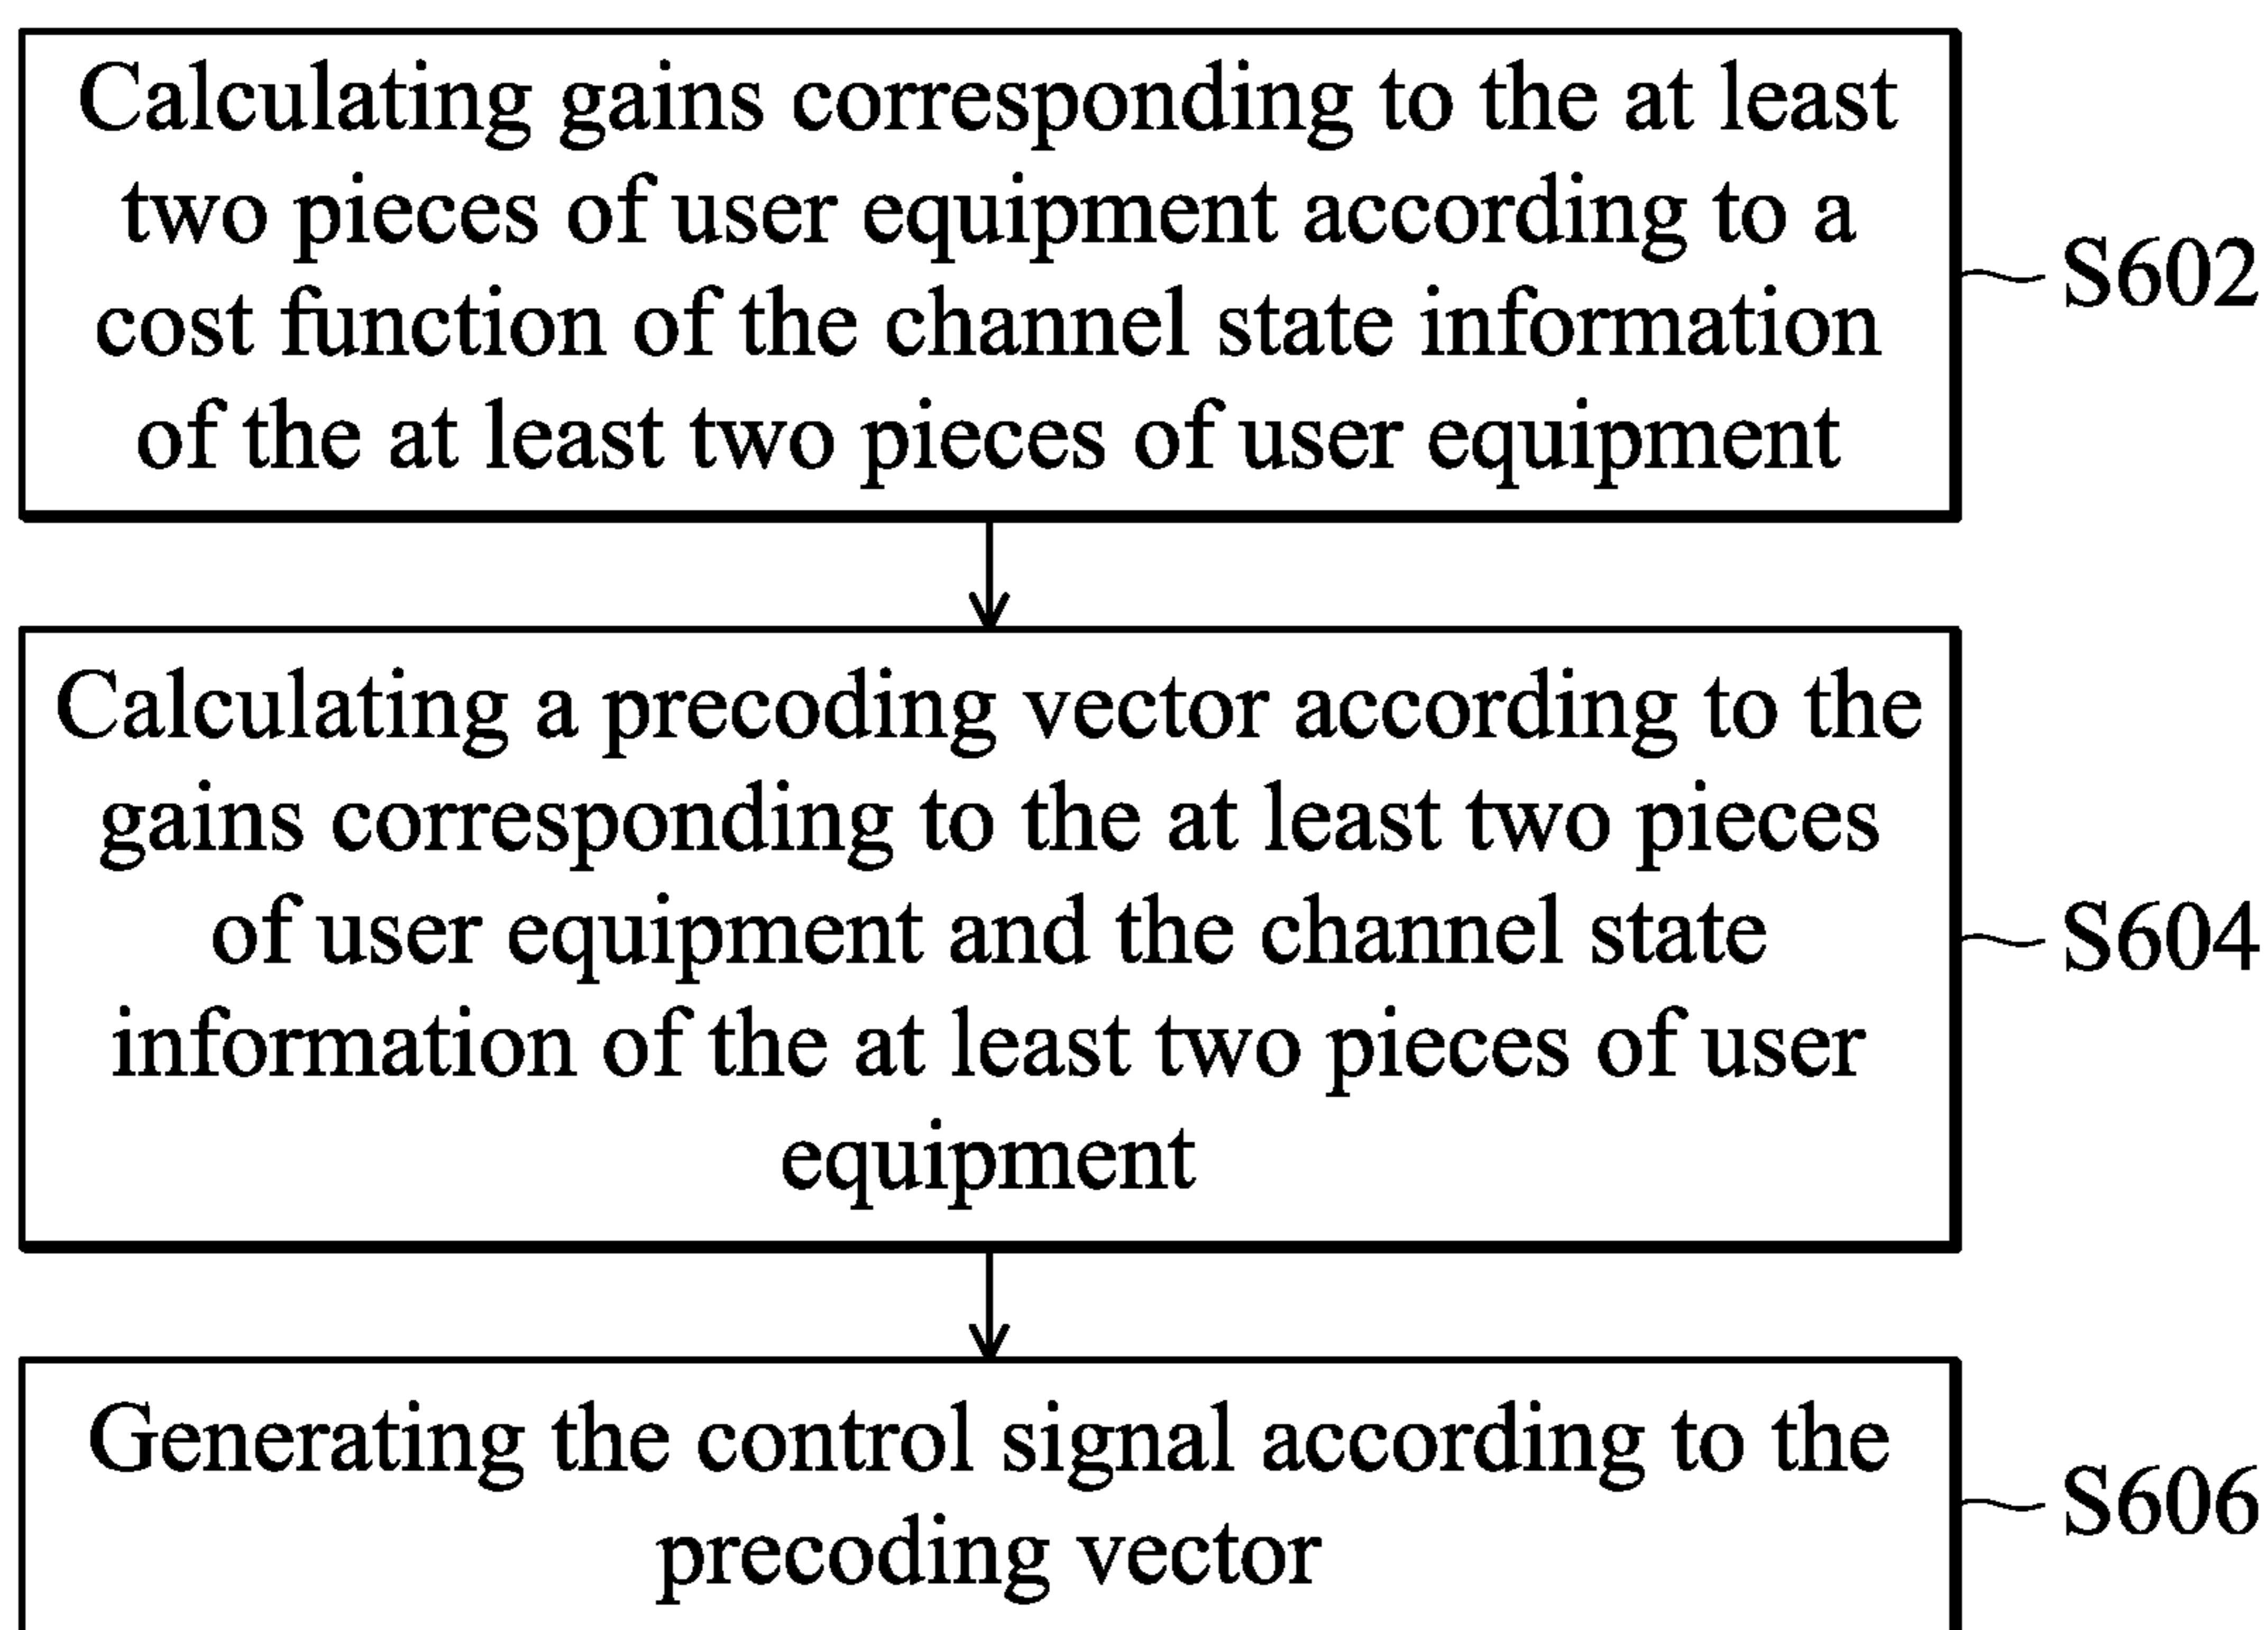 Calculating gains corresponding to the at least
two pieces of user equipment according to a
cost function of the channel state information
of the at least two pieces of user equipment
S602
Calculating a precoding vector according to the
gains corresponding to the at least two pieces
of user equipment and the channel state
information of the at least two pieces of user
equipment
S604
Generating the control signal according to the
precoding vector
S606